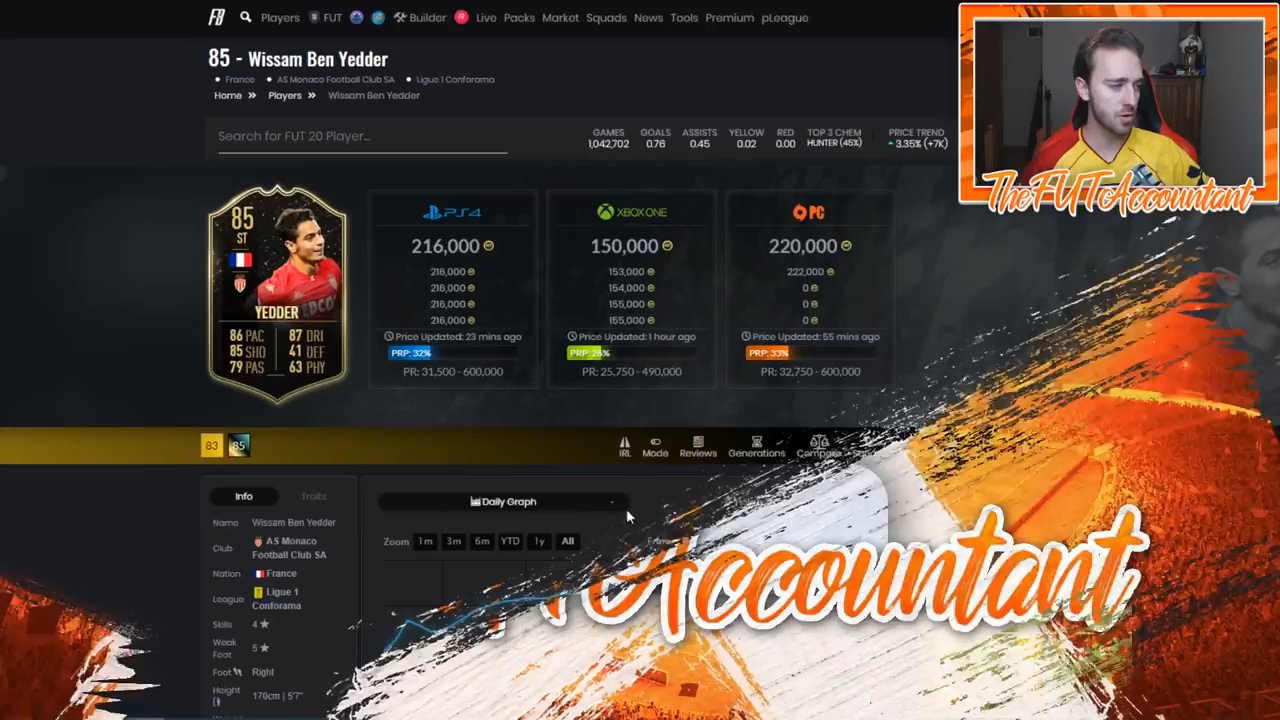 FB Players FUT Builder Live Packs Market Squads News Tools Premium pLeague
85 - Wissam Ben Yedder
France AS Monaco Football Club SA Ligue 1 Conforama
Home » Players » Wissam Ben Yedder
Search for FUT 20 Player...
GAMES GOALS ASSISTS YELLOW RED TOP 3 CHEM PRICE TREND
1,042,702 0.76 0.45 0.02 0.00 HUNTER (45%) 3.35% (+7K)
TheFUTAccountant
85
ST
YEDDER
86 PAC 87 DRI
85 SHO 41 DEF
79 PAS 63 PHY
PS4
216,000
216,000
216,000
216,000
216,000
Price Updated: 23 mins ago
PRP: 32%
PR: 31,500 - 600,000
XBOX ONE
150,000
153,000
154,000
155,000
155,000
Price Updated: 1 hour ago
PRP: 26%
PR: 25,750 - 490,000
PC
220,000
222,000
0
0
0
Price Updated: 55 mins ago
PRP: 33%
PR: 32,750 - 600,000
83 85
IRL Mode Reviews Generations Compare
Info Traits
Name Wissam Ben Yedder
Club AS Monaco
Football Club SA
Nation France
League Ligue 1
Conforama
Skills 4
Weak
Foot 5
Foot Right
Height 170cm | 5'7"
Daily Graph
Zoom 1m 3m 6m YTD 1y All
Accountant